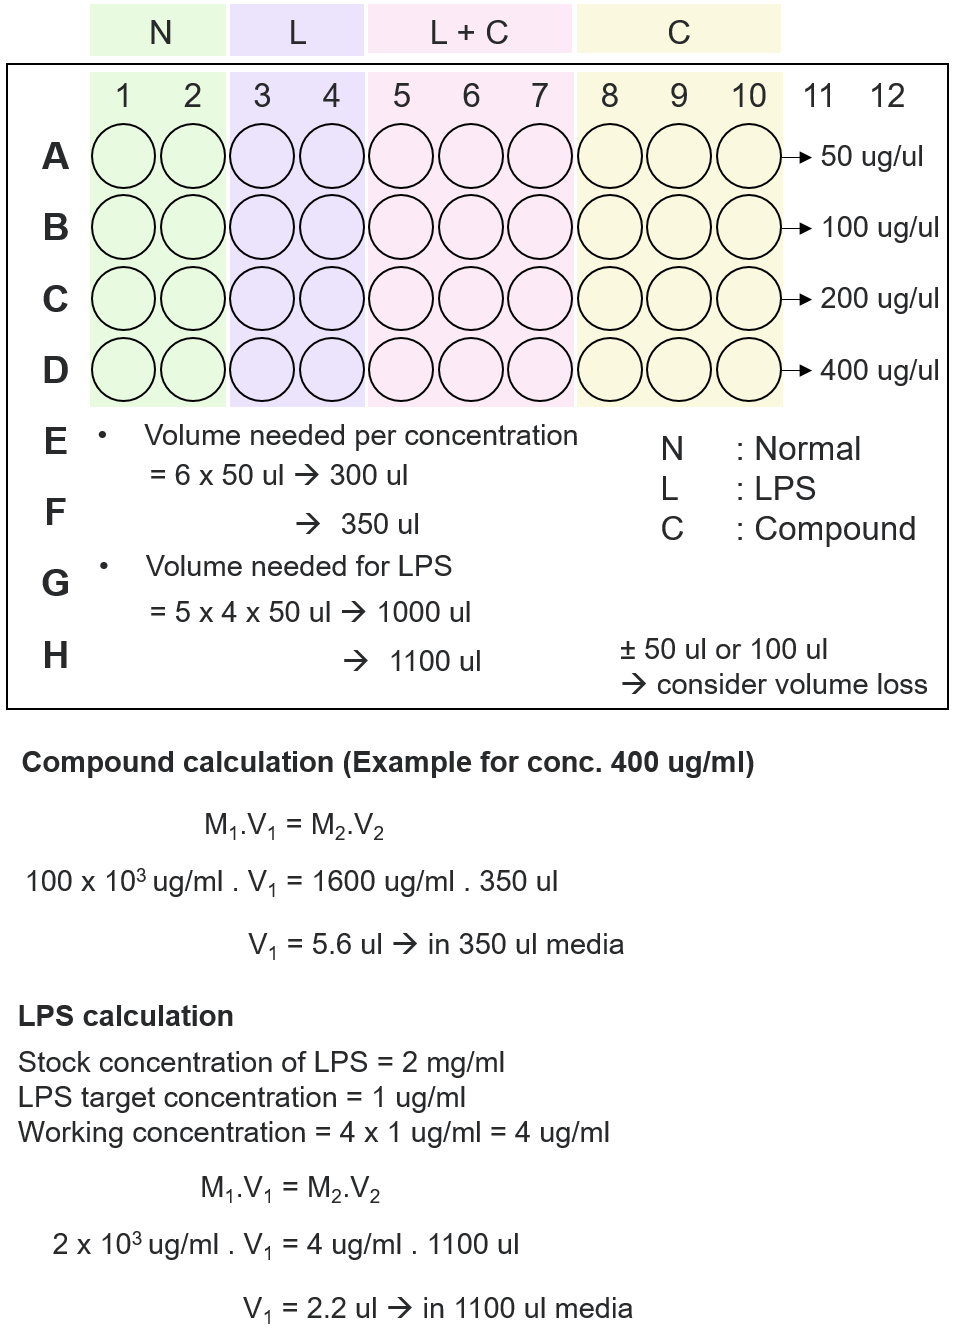 N L L + C C
1 2 3 4 5 6 7 8 9 10 11 12
A → 50 ug/ul
B → 100 ug/ul
C → 200 ug/ul
D → 400 ug/ul
E
F
G
H
• Volume needed per concentration
= 6 x 50 ul → 300 ul
→ 350 ul
• Volume needed for LPS
= 5 x 4 x 50 ul → 1000 ul
→ 1100 ul
N : Normal
L : LPS
C : Compound
± 50 ul or 100 ul
→ consider volume loss
Compound calculation (Example for conc. 400 ug/ml)
M₁.V₁ = M₂.V₂
100 x 10³ ug/ml . V₁ = 1600 ug/ml . 350 ul
V₁ = 5.6 ul → in 350 ul media
LPS calculation
Stock concentration of LPS = 2 mg/ml
LPS target concentration = 1 ug/ml
Working concentration = 4 x 1 ug/ml = 4 ug/ml
M₁.V₁ = M₂.V₂
2 x 10³ ug/ml . V₁ = 4 ug/ml . 1100 ul
V₁ = 2.2 ul → in 1100 ul media